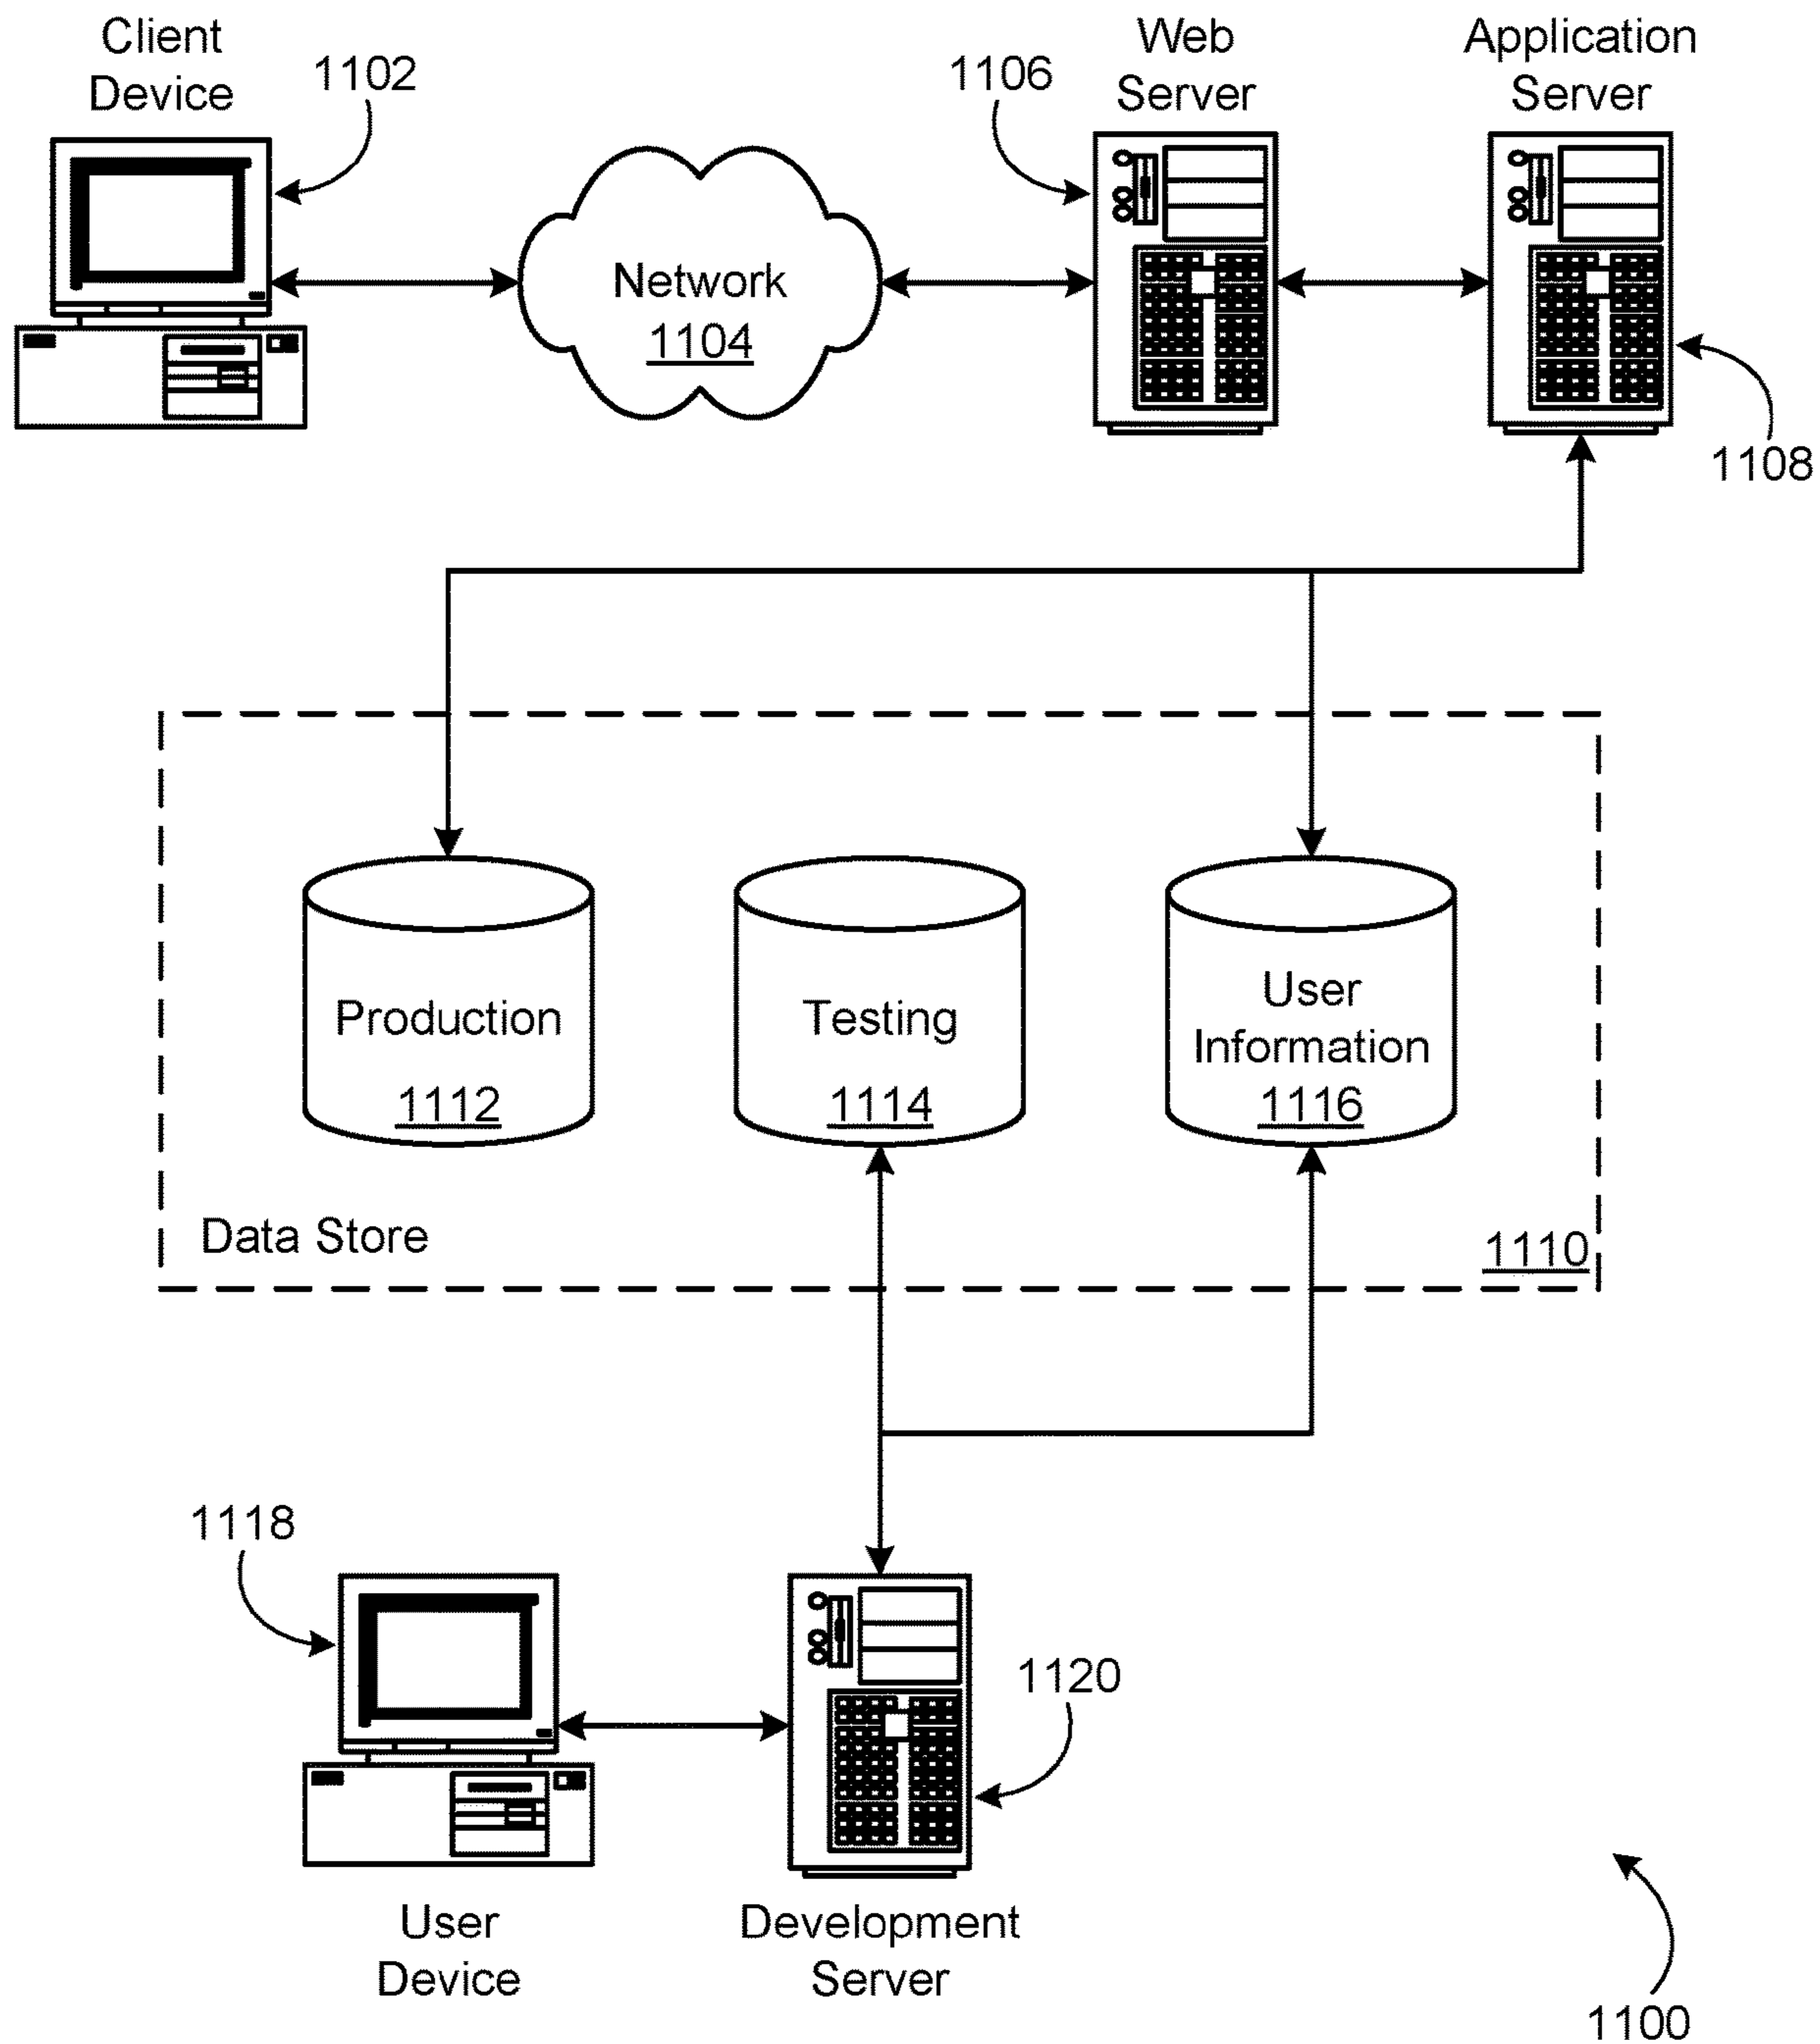 Client
Device
1102
Web
Server
1106
Application
Server
1108
Network
1104
Production
1112
Testing
1114
User
Information
1116
Data Store
1110
1118
1120
User
Device
Development
Server
1100